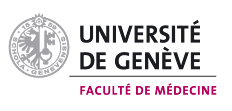 UNIVERSITÉ
DE GENÈVE
FACULTÉ DE MÉDECINE